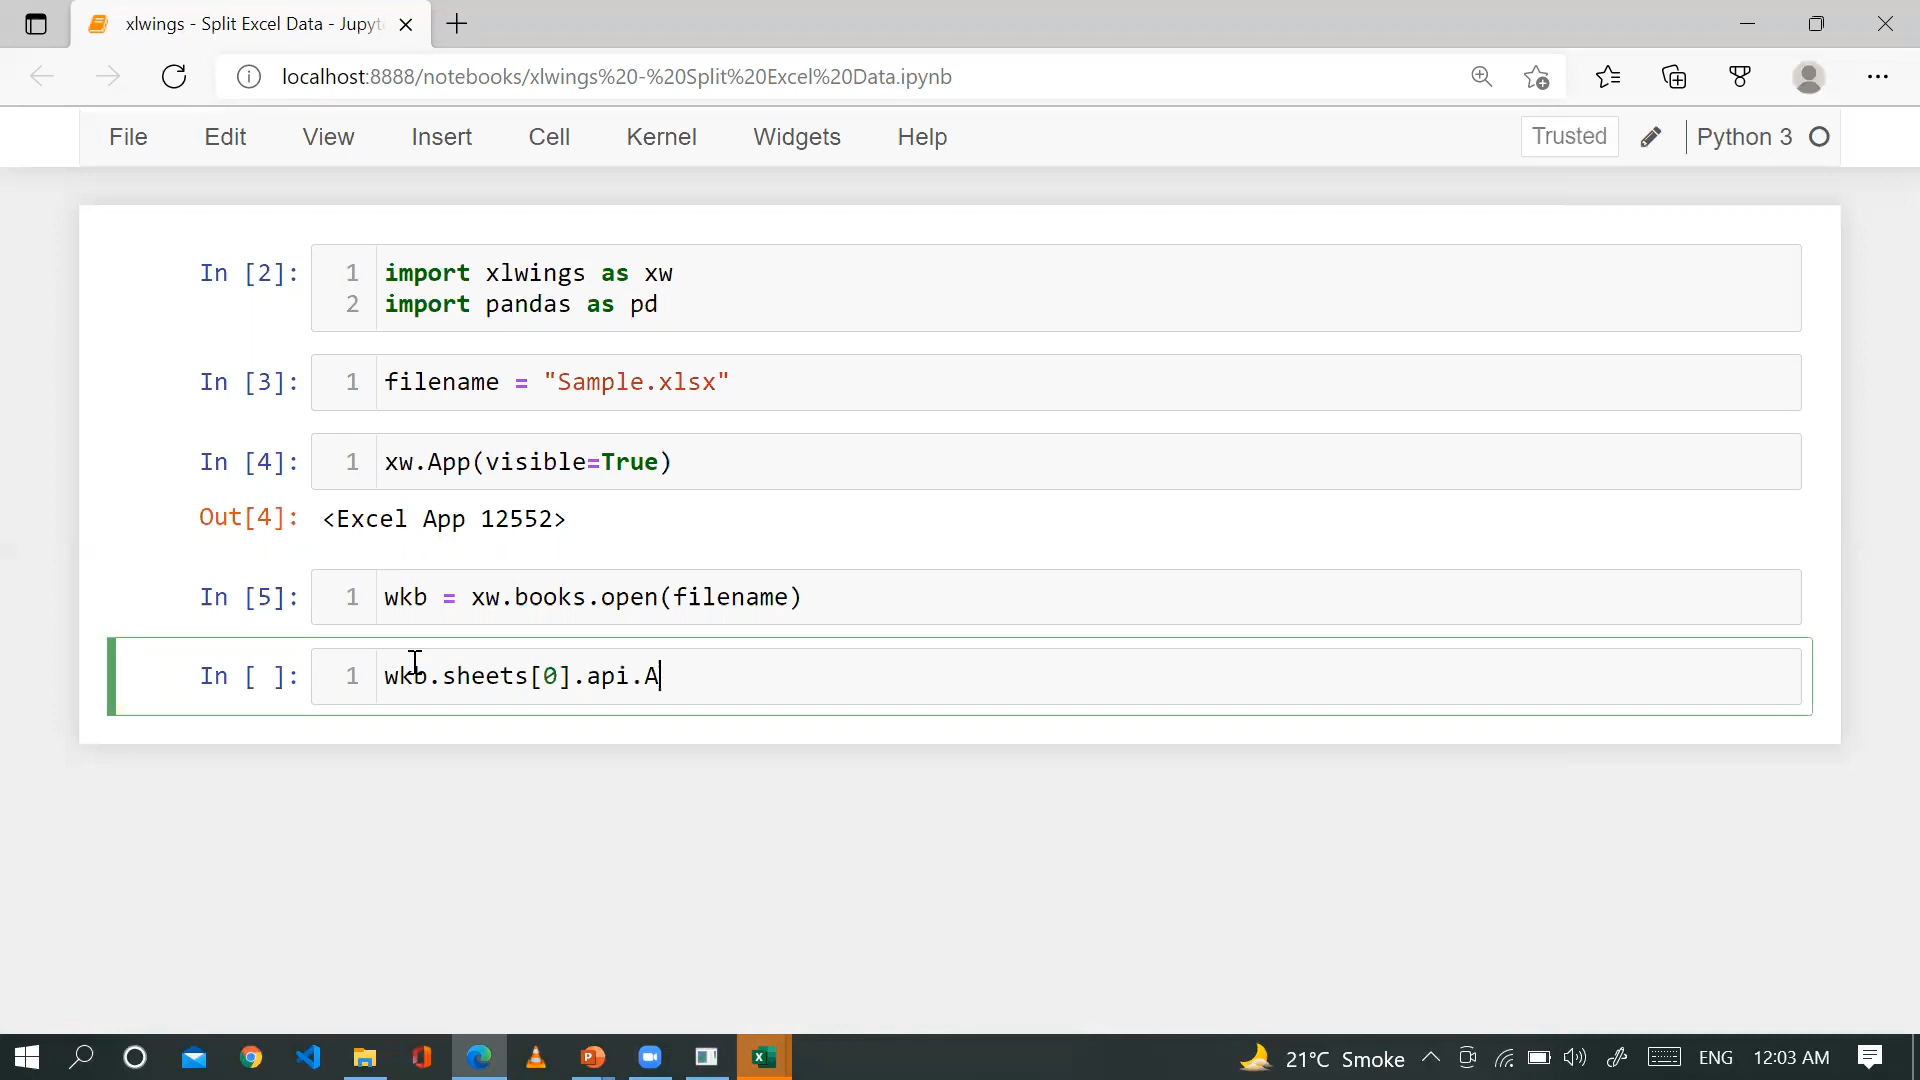 xlwings - Split Excel Data - Jupyt
localhost:8888/notebooks/xlwings%20-%20Split%20Excel%20Data.ipynb
File Edit View Insert Cell Kernel Widgets Help Trusted Python 3
In [2]: 1 import xlwings as xw
2 import pandas as pd
In [3]: 1 filename = "Sample.xlsx"
In [4]: 1 xw.App(visible=True)
Out[4]: <Excel App 12552>
In [5]: 1 wkb = xw.books.open(filename)
In [ ]: 1 wkb.sheets[0].api.A
21°C Smoke ENG 12:03 AM